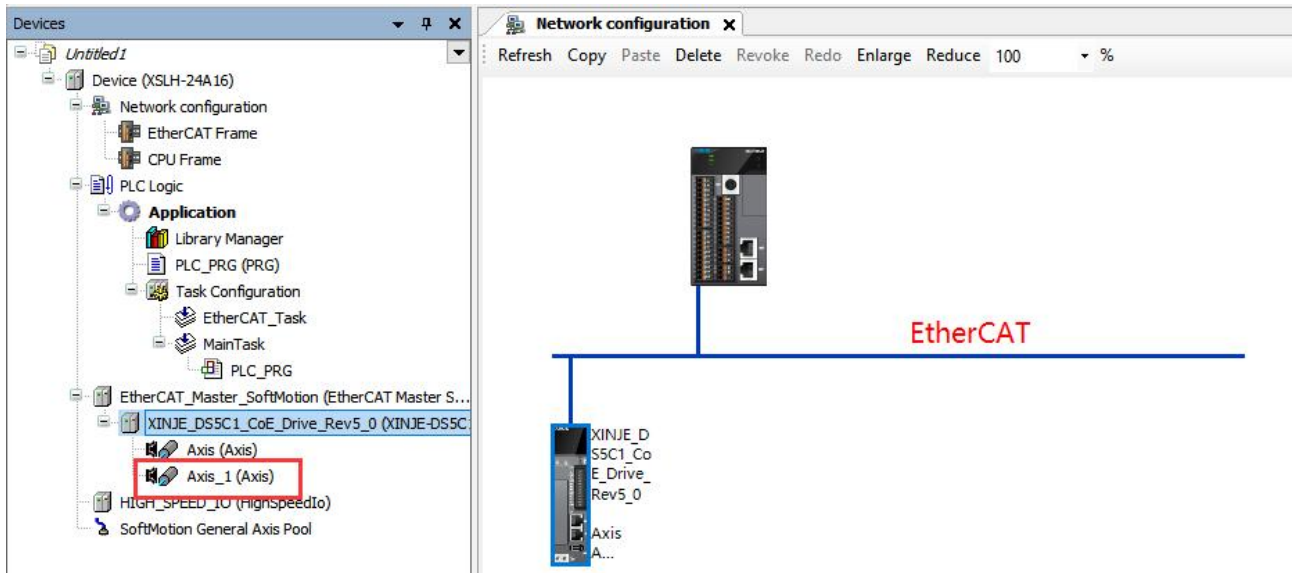 Devices
Untitled1
Device (XSLH-24A16)
Network configuration
EtherCAT Frame
CPU Frame
PLC Logic
Application
Library Manager
PLC_PRG (PRG)
Task Configuration
EtherCAT_Task
MainTask
PLC_PRG
EtherCAT_Master_SoftMotion (EtherCAT Master S...
XINJE_DS5C1_CoE_Drive_Rev5_0 (XINJE-DS5C
Axis (Axis)
Axis_1 (Axis)
HIGH_SPEED_IO (HighSpeedIo)
SoftMotion General Axis Pool
Network configuration
Refresh Copy Paste Delete Revoke Redo Enlarge Reduce 100 %
EtherCAT
XINJE_D
S5C1_Co
E_Drive_
Rev5_0
Axis
A...